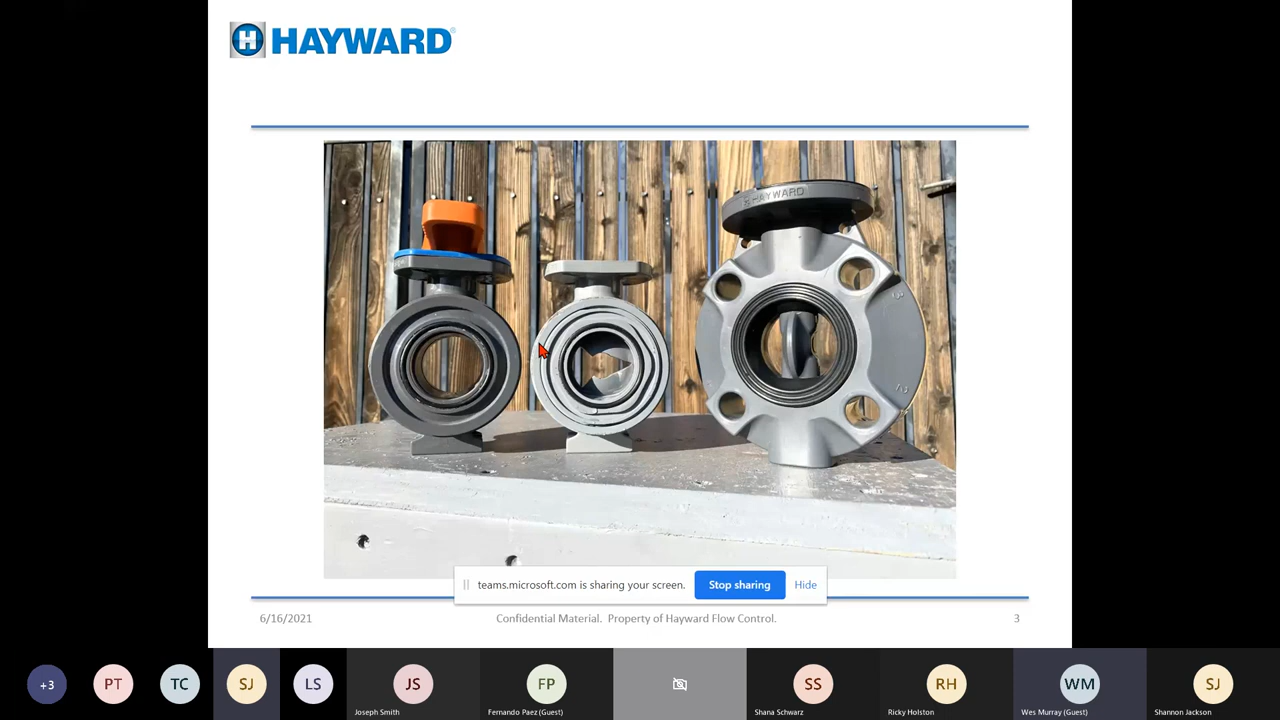 H HAYWARD®
HAYWARD
teams.microsoft.com is sharing your screen.
Stop sharing
Hide
6/16/2021
Confidential Material. Property of Hayward Flow Control.
3
+3
PT
TC
SJ
LS
JS
FP
SS
RH
WM
SJ
Joseph Smith
Fernando Paez (Guest)
Shana Schwarz
Ricky Holston
Wes Murray (Guest)
Shannon Jackson